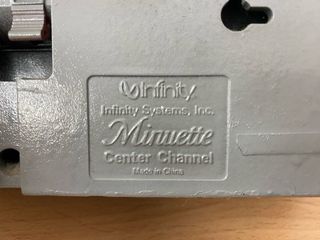 Infinity
Infinity Systems, Inc.
Minuette
Center Channel
Made in China